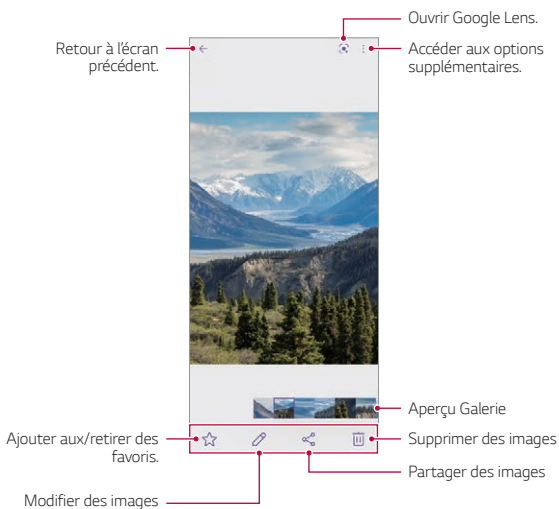 Ouvrir Google Lens.
Retour à l'écran
précédent.
Accéder aux options
supplémentaires.
Aperçu Galerie
Ajouter aux/retirer des
favoris.
Supprimer des images
Partager des images
Modifier des images